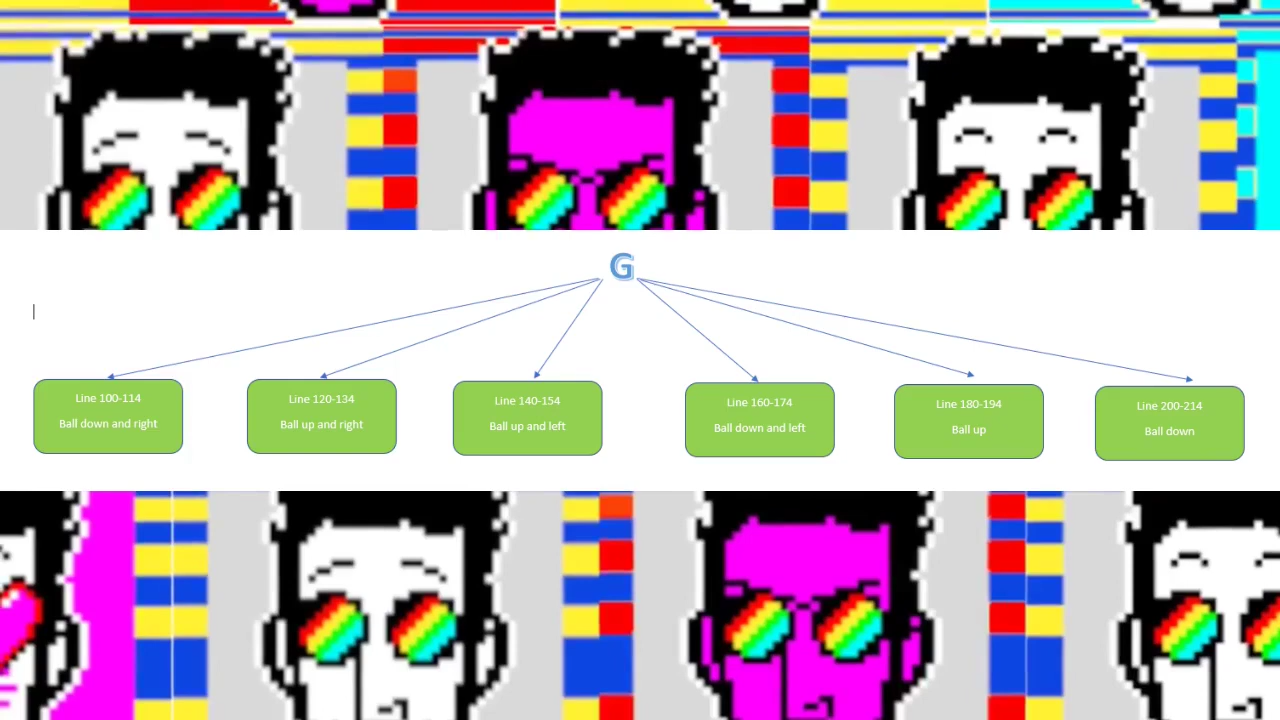 G
Line 100-114
Ball down and right
Line 120-134
Ball up and right
Line 140-154
Ball up and left
Line 160-174
Ball down and left
Line 180-194
Ball up
Line 200-214
Ball down